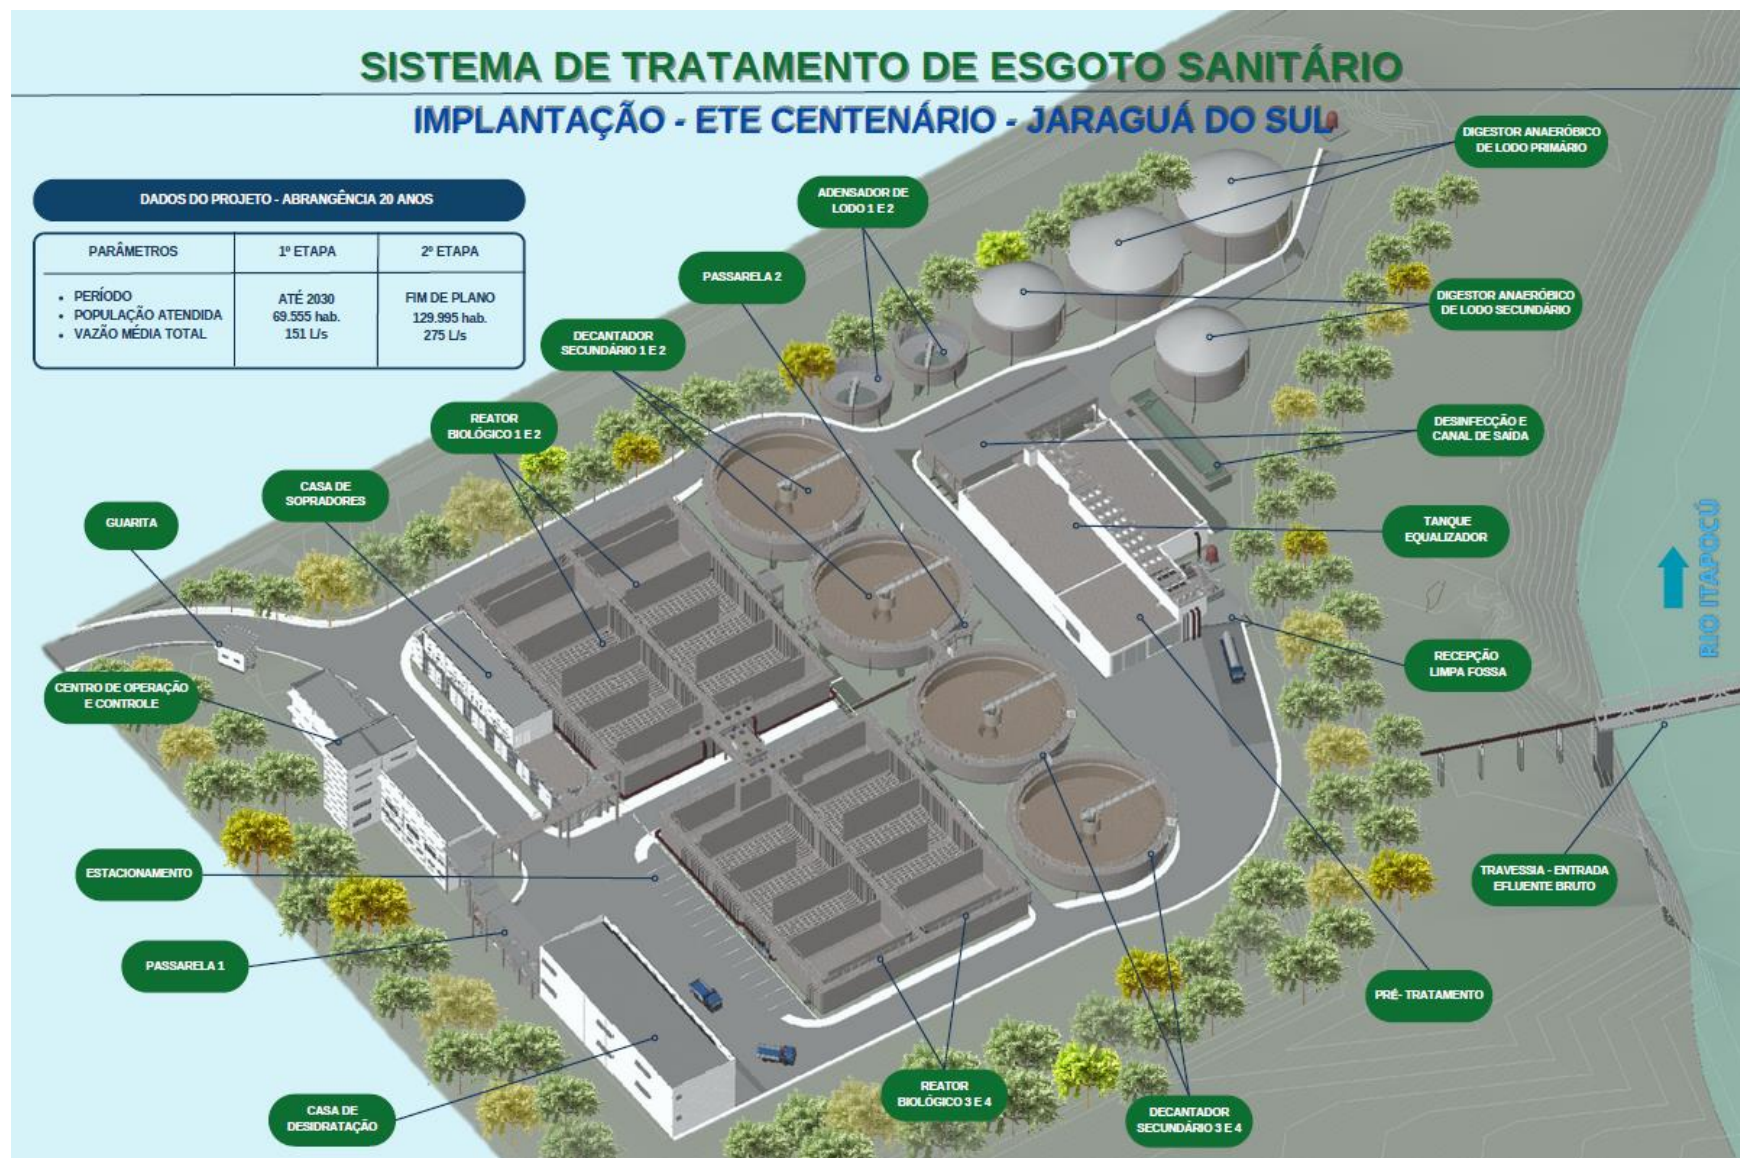 SISTEMA DE TRATAMENTO DE ESGOTO SANITÁRIO
IMPLANTAÇÃO - ETE CENTENÁRIO - JARAGUÁ DO SUL
DADOS DO PROJETO - ABRANGÊNCIA 20 ANOS
PARÂMETROS 1º ETAPA 2º ETAPA
• PERÍODO ATÉ 2030 FIM DE PLANO
• POPULAÇÃO ATENDIDA 69.555 hab. 129.995 hab.
• VAZÃO MÉDIA TOTAL 151 L/s 275 L/s
DIGESTOR ANAERÓBICO
DE LODO PRIMÁRIO
ADENSADOR DE
LODO 1 E 2
PASSARELA 2
DIGESTOR ANAERÓBICO
DE LODO SECUNDÁRIO
DECANTADOR
SECUNDÁRIO 1 E 2
REATOR
BIOLÓGICO 1 E 2
DESINFECÇÃO E
CANAL DE SAÍDA
CASA DE
SOPRADORES
GUARITA
TANQUE
EQUALIZADOR
RIO ITAPOCÚ
RECEPÇÃO
LIMPA FOSSA
CENTRO DE OPERAÇÃO
E CONTROLE
ESTACIONAMENTO
TRAVESSIA - ENTRADA
EFLUENTE BRUTO
PASSARELA 1
PRÉ- TRATAMENTO
REATOR
BIOLÓGICO 3 E 4
CASA DE
DESIDRATAÇÃO
DECANTADOR
SECUNDÁRIO 3 E 4